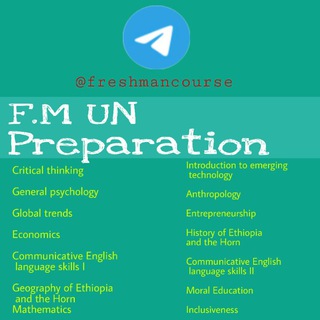 @freshmancourse
F.M UN
Preparation
Critical thinking
General psychology
Global trends
Economics
Communicative English
language skills I
Geography of Ethiopia
and the Horn
Mathematics
Introduction to emerging
technology
Anthropology
Entrepreneurship
History of Ethiopia
and the Horn
Communicative English
language skills II
Moral Education
Inclusiveness